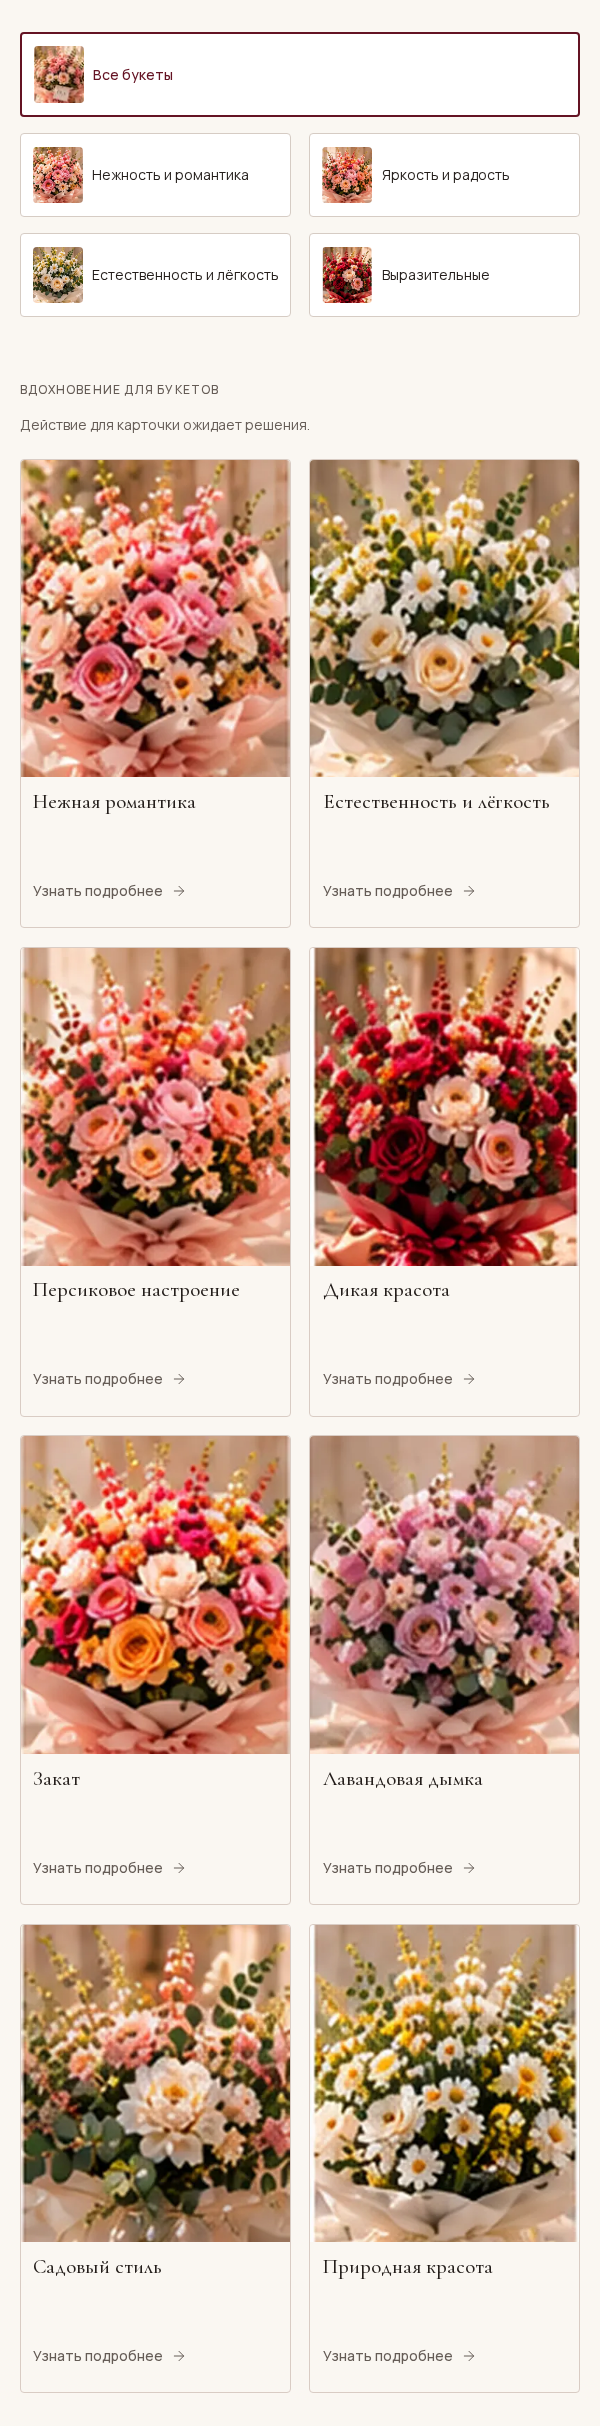 Все букеты
Нежность и романтика
Яркость и радость
Естественность и лёгкость
Выразительные
ВДОХНОВЕНИЕ ДЛЯ БУКЕТОВ
Действие для карточки ожидает решения.
Нежная романтика
Естественность и лёгкость
Узнать подробнее →
Узнать подробнее →
Персиковое настроение
Дикая красота
Узнать подробнее →
Узнать подробнее →
Закат
Лавандовая дымка
Узнать подробнее →
Узнать подробнее →
Садовый стиль
Природная красота
Узнать подробнее →
Узнать подробнее →